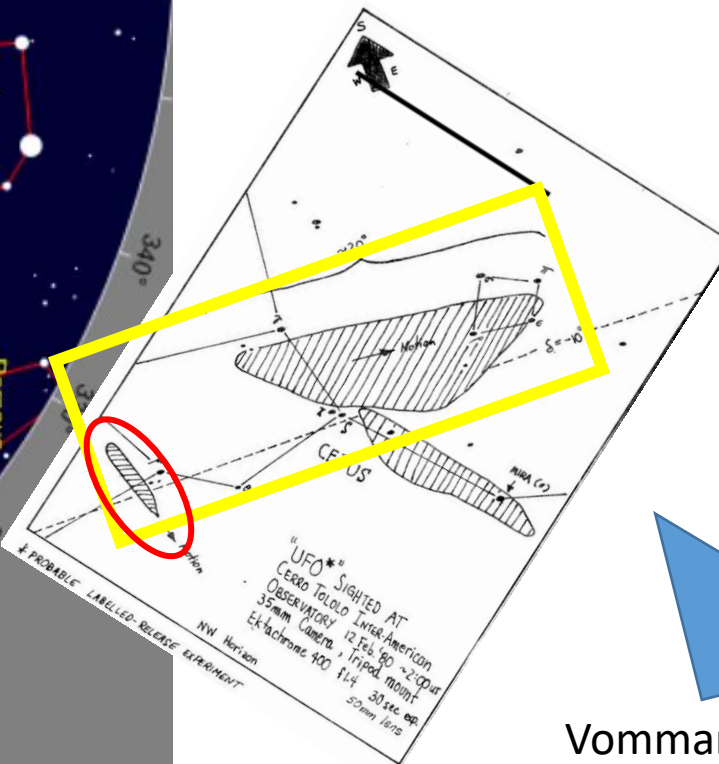 340°
S
E
≈20°
Motion
δ = -10°
CETUS
MIRA (o)
Motion
"UFO*" SIGHTED AT
CERRO TOLOLO INTER-AMERICAN
OBSERVATORY 12 Feb. '80 ~2:00 UT
35mm Camera, Tripod mount
Ektachrome 400 f1.4 30 sec exp.
50mm lens
NW Horizon
* PROBABLE LABELLED-RELEASE EXPERIMENT
Vomman